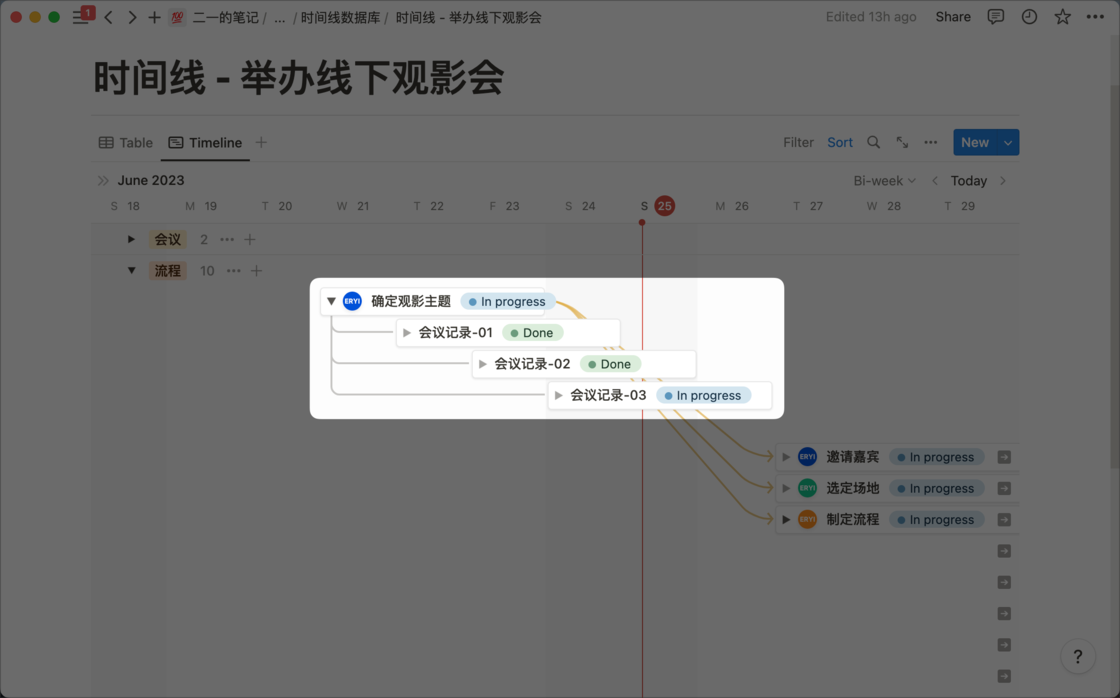 1 二一的笔记 / ... / 时间线数据库 / 时间线 - 举办线下观影会 Edited 13h ago Share
时间线 - 举办线下观影会
Table Timeline Filter Sort New
June 2023 Bi-week Today
S 18 M 19 T 20 W 21 T 22 F 23 S 24 S 25 M 26 T 27 W 28 T 29
会议 2
流程 10
ERYI 确定观影主题 In progress
会议记录-01 Done
会议记录-02 Done
会议记录-03 In progress
ERYI 邀请嘉宾 In progress
ERYI 选定场地 In progress
ERYI 制定流程 In progress
?